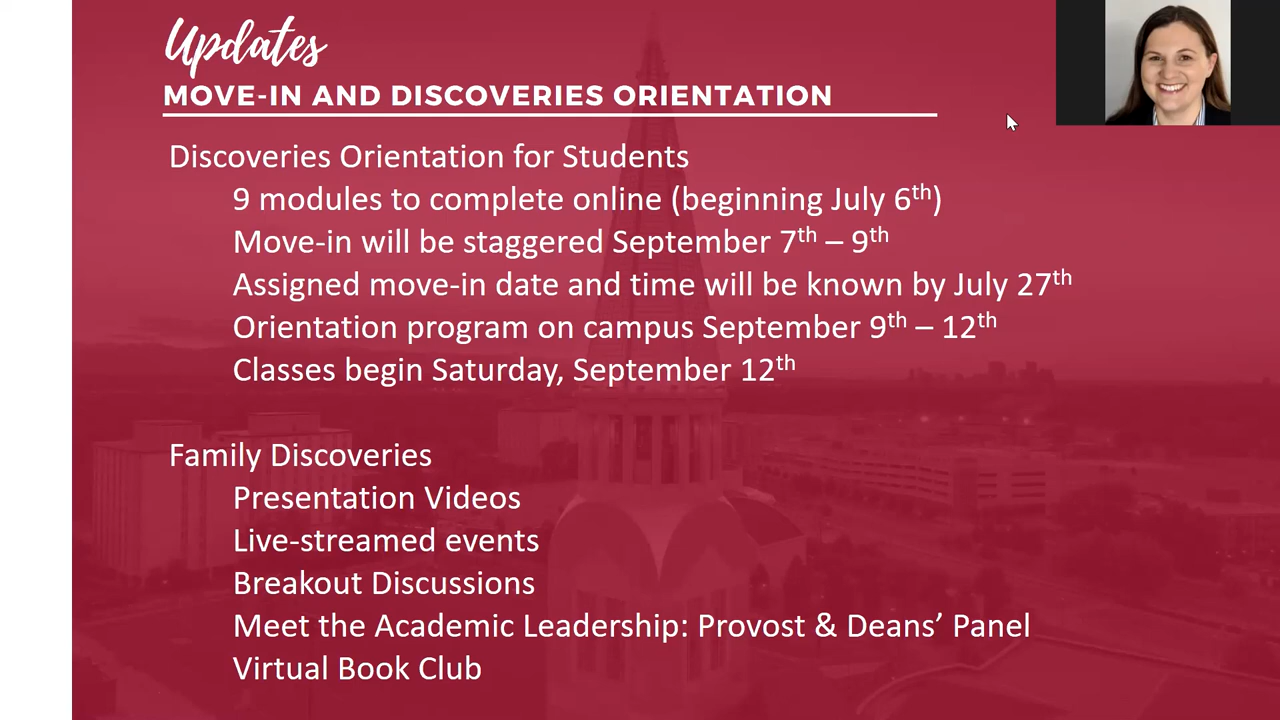 Updates
MOVE-IN AND DISCOVERIES ORIENTATION
Discoveries Orientation for Students
9 modules to complete online (beginning July 6th)
Move-in will be staggered September 7th – 9th
Assigned move-in date and time will be known by July 27th
Orientation program on campus September 9th – 12th
Classes begin Saturday, September 12th
Family Discoveries
Presentation Videos
Live-streamed events
Breakout Discussions
Meet the Academic Leadership: Provost & Deans’ Panel
Virtual Book Club